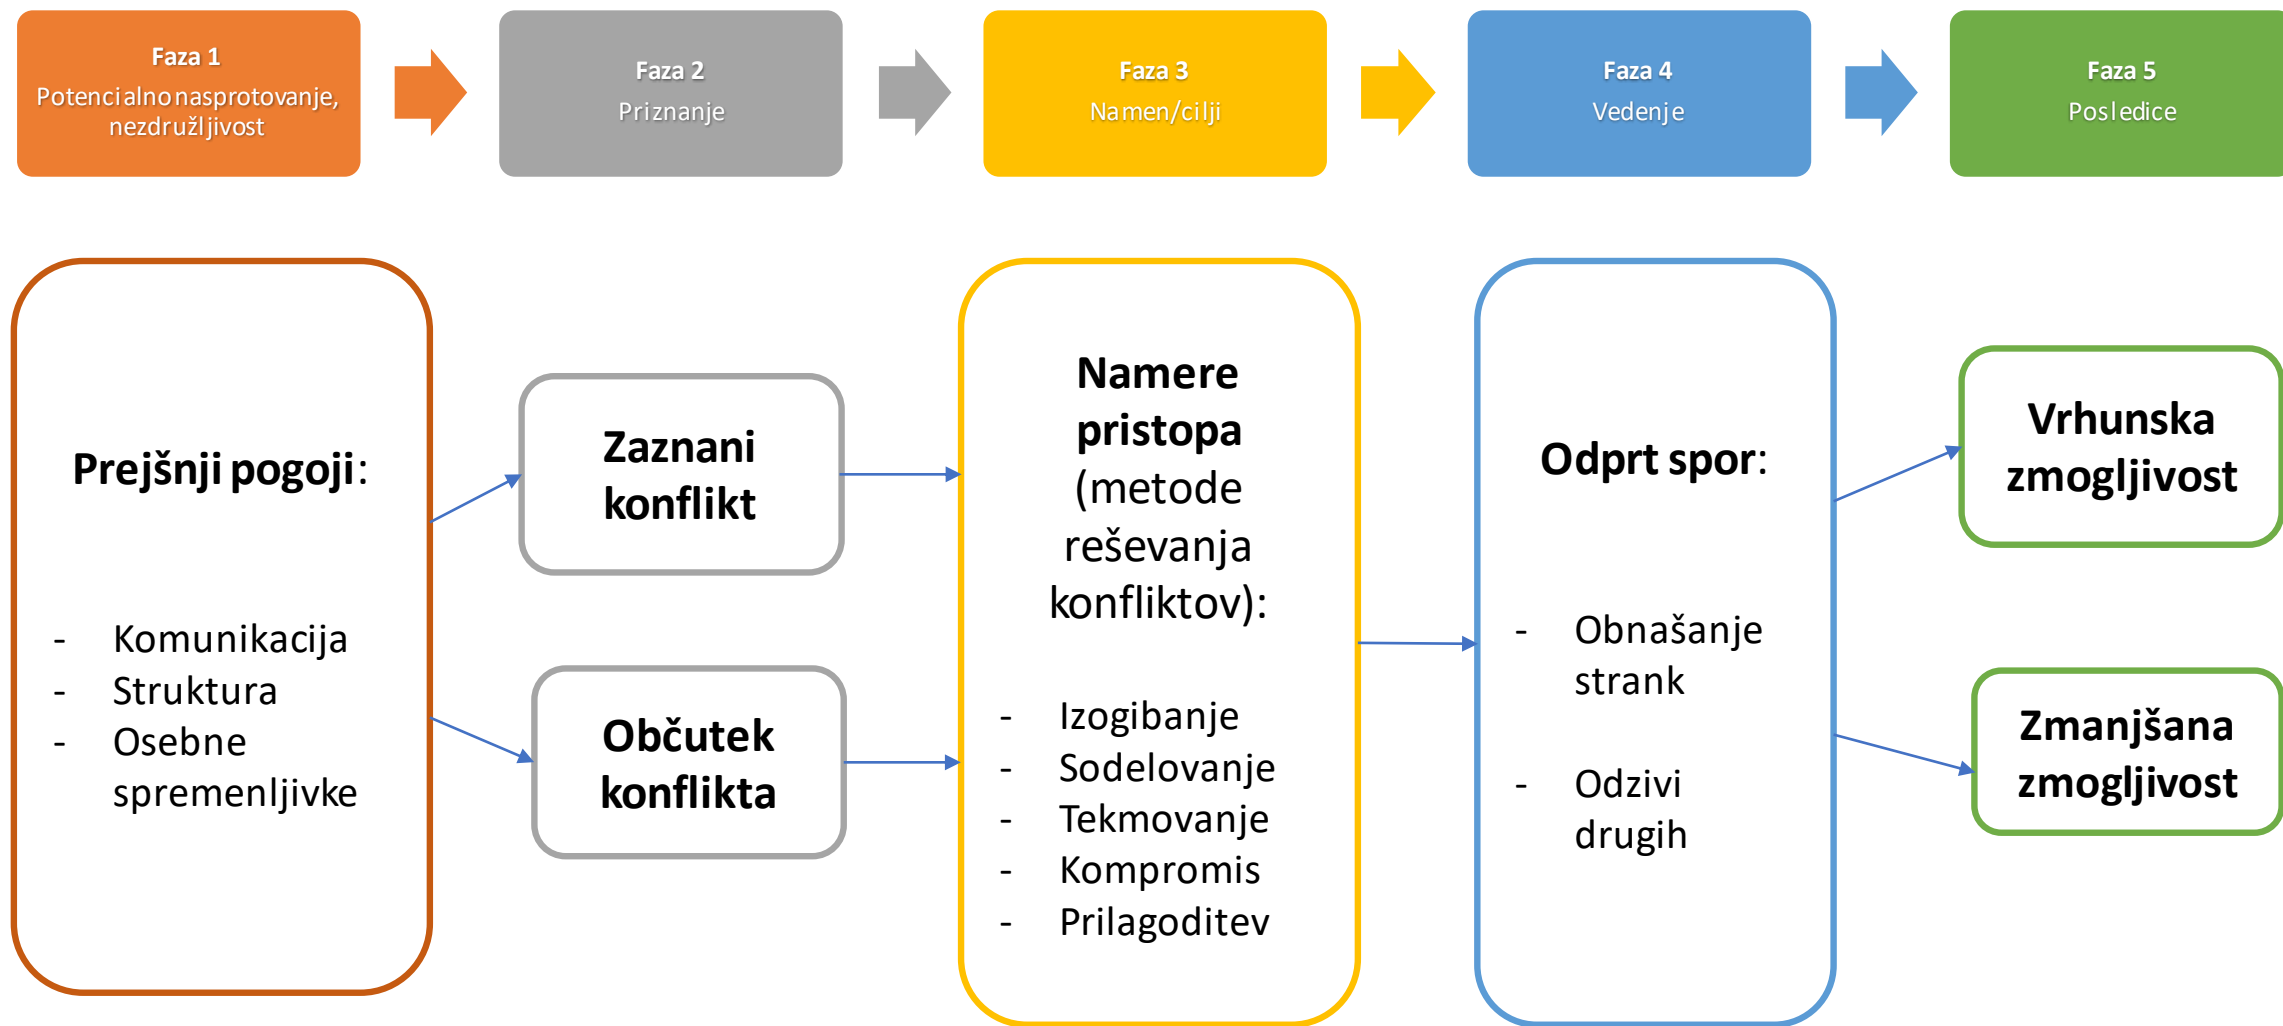 Faza 1
Potencialno nasprotovanje,
nezdružljivost
Faza 2
Priznanje
Faza 3
Namen/cilji
Faza 4
Vedenje
Faza 5
Posledice
Prejšnji pogoji:
- Komunikacija
- Struktura
- Osebne
spremenljivke
Zaznani
konflikt
Občutek
konflikta
Namere
pristopa
(metode
reševanja
konfliktov):
- Izogibanje
- Sodelovanje
- Tekmovanje
- Kompromis
- Prilagoditev
Odprt spor:
- Obnašanje
strank
- Odzivi
drugih
Vrhunska
zmogljivost
Zmanjšana
zmogljivost